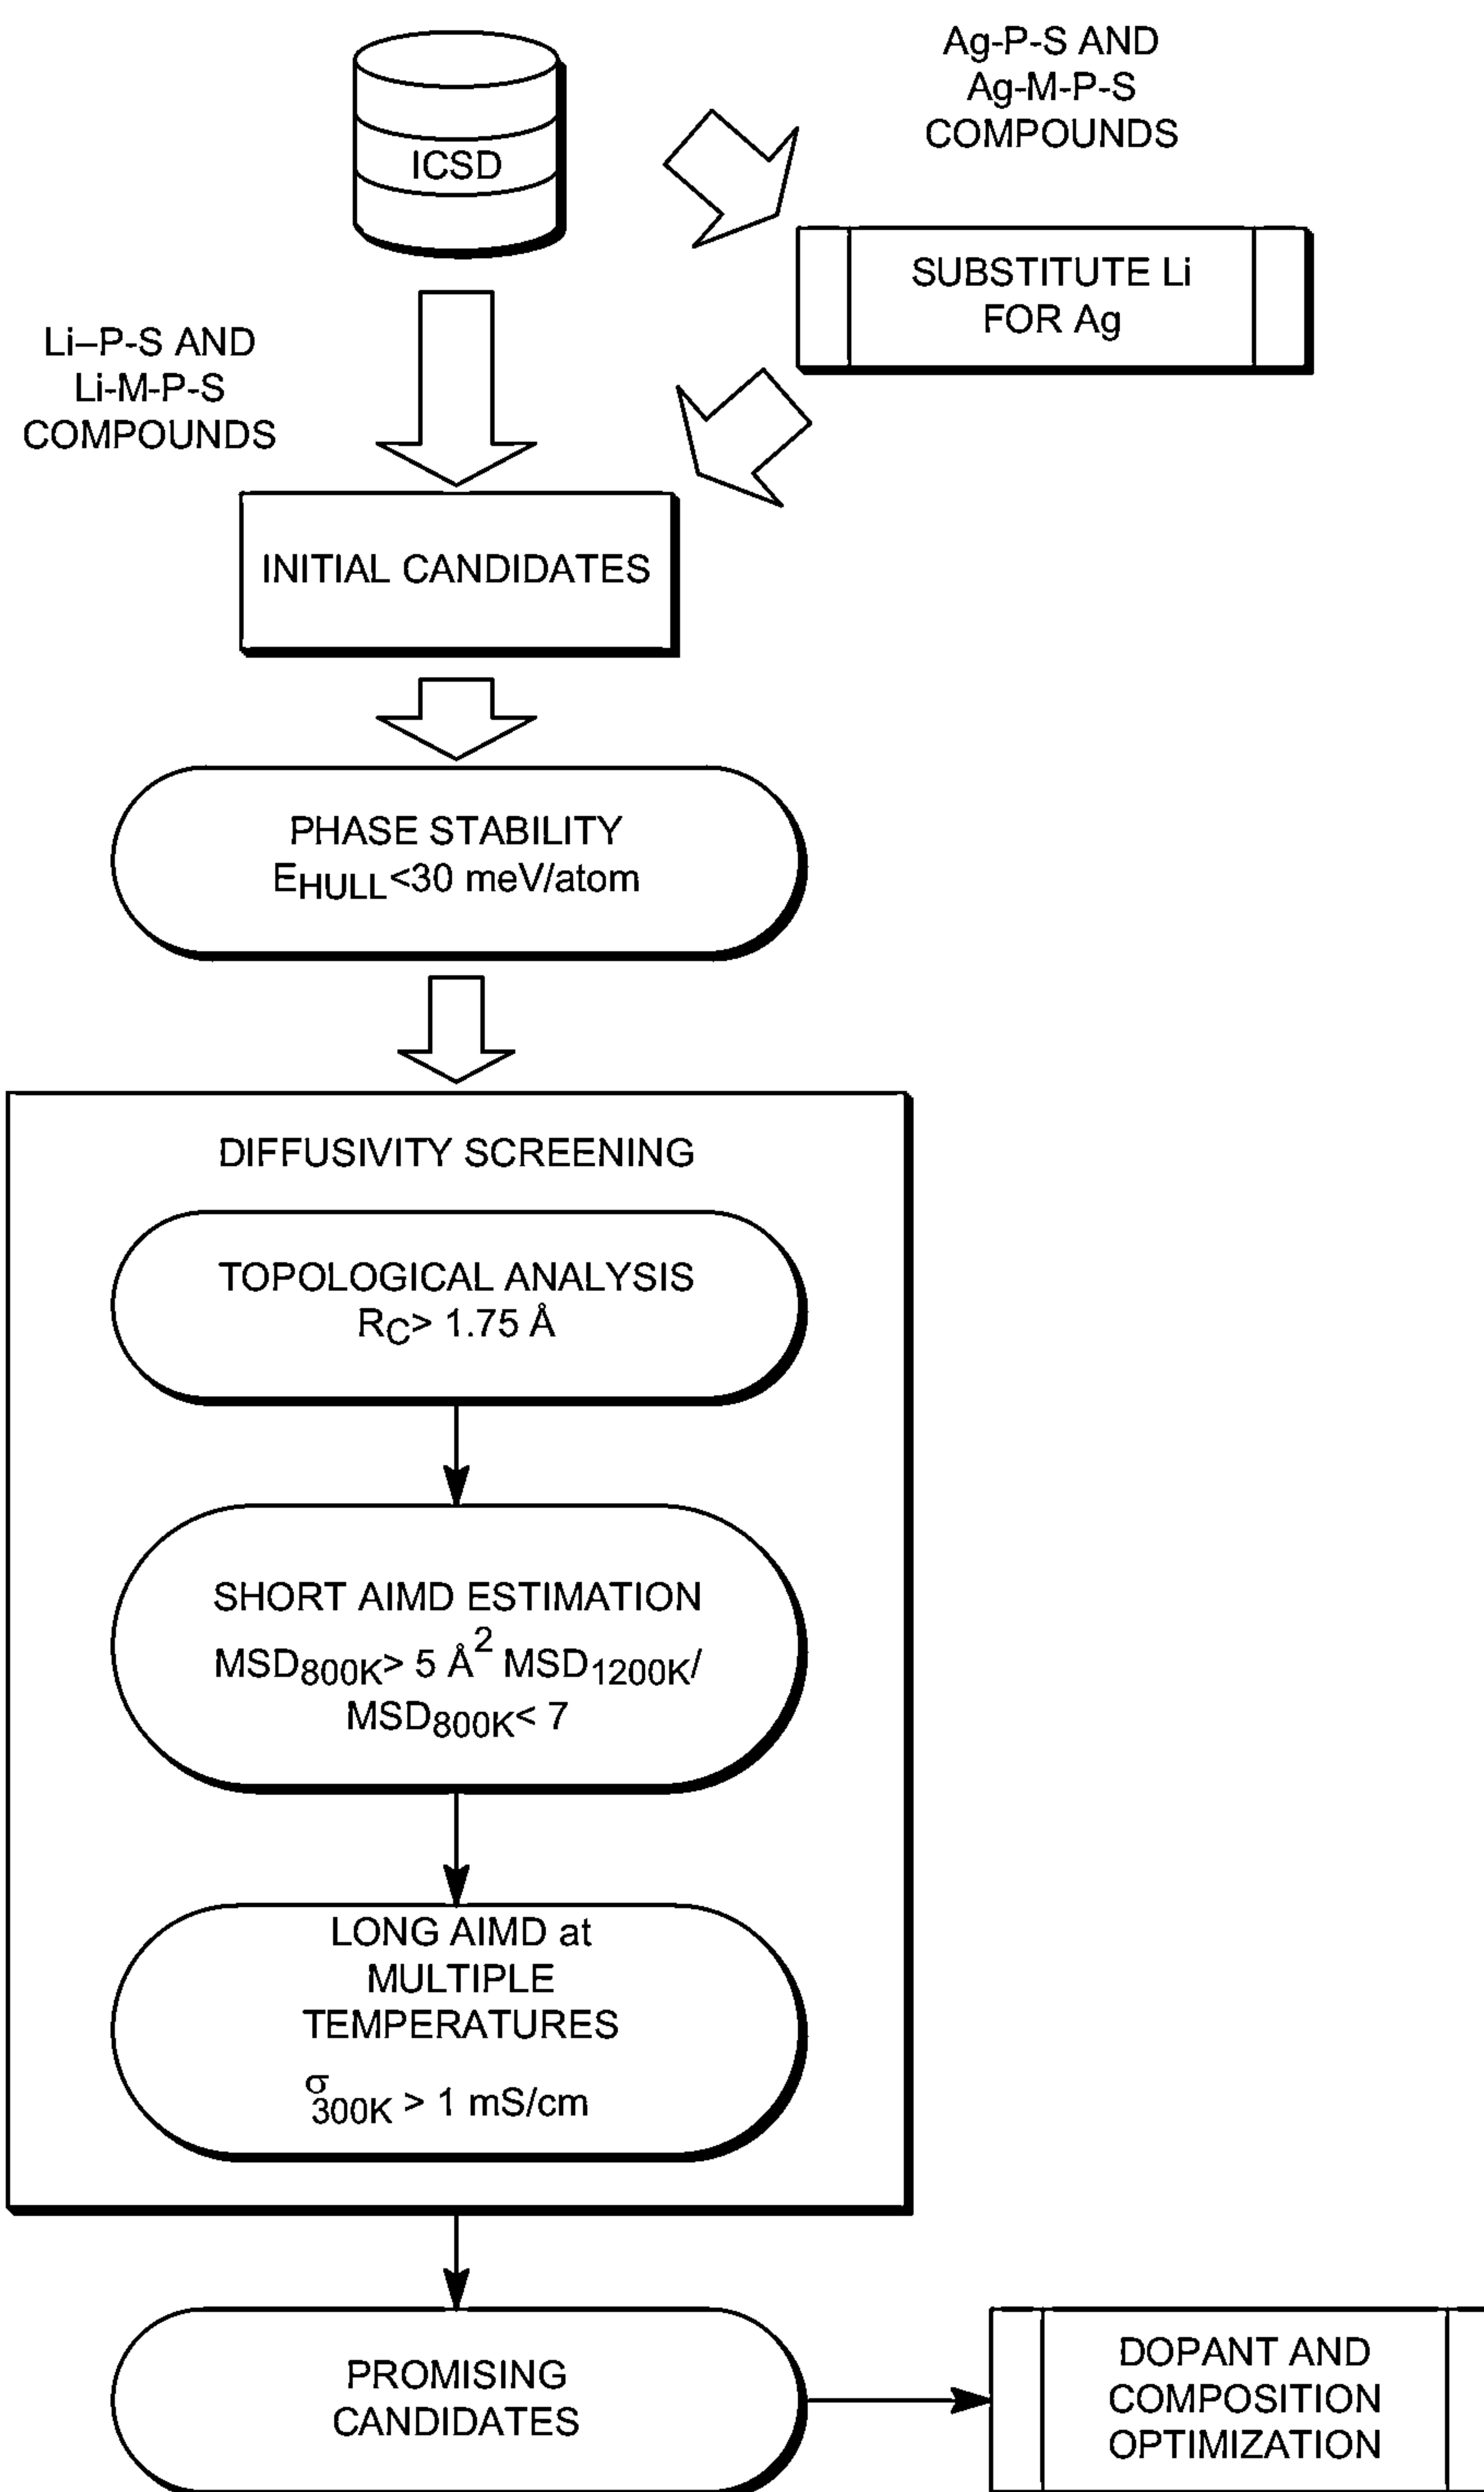 ICSD
Ag-P-S AND
Ag-M-P-S
COMPOUNDS
SUBSTITUTE Li
FOR Ag
Li–P-S AND
Li-M-P-S
COMPOUNDS
INITIAL CANDIDATES
PHASE STABILITY
EHULL<30 meV/atom
DIFFUSIVITY SCREENING
TOPOLOGICAL ANALYSIS
RC> 1.75 Å
SHORT AIMD ESTIMATION
MSD800K> 5 Å2 MSD1200K/
MSD800K< 7
LONG AIMD at
MULTIPLE
TEMPERATURES
σ300K > 1 mS/cm
PROMISING
CANDIDATES
DOPANT AND
COMPOSITION
OPTIMIZATION